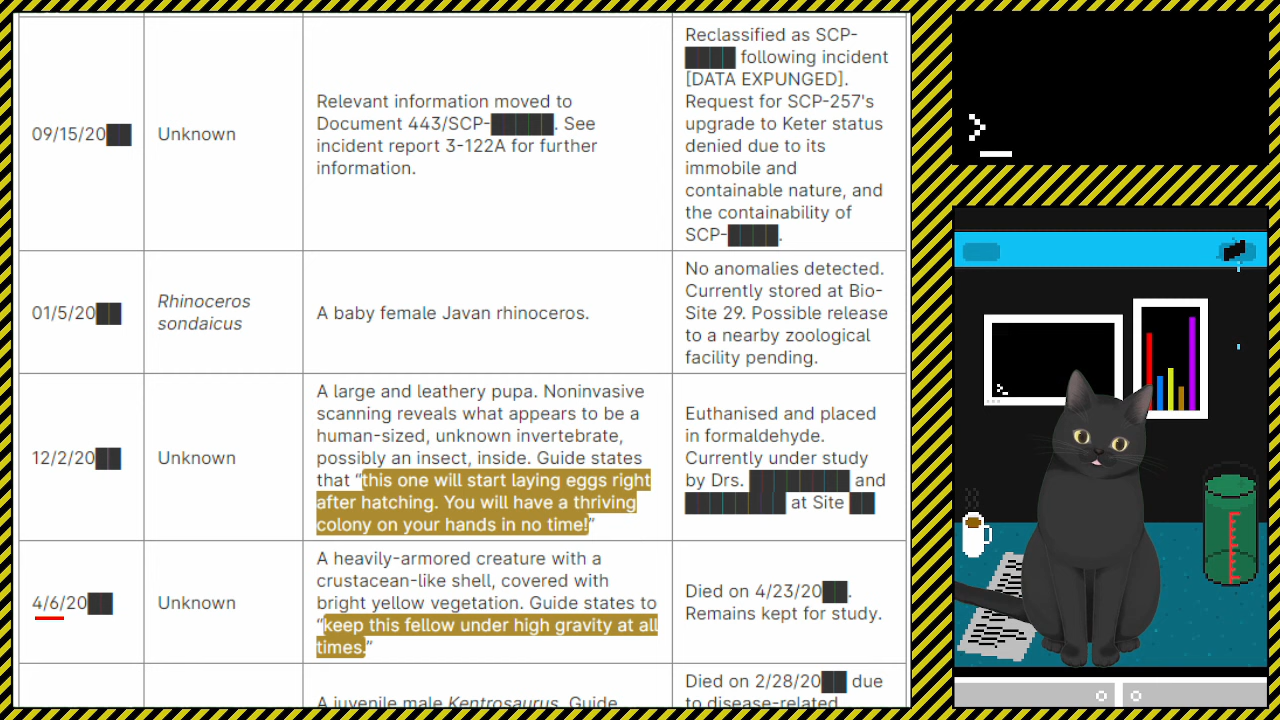 Reclassified as SCP-
████ following incident
[DATA EXPUNGED].
Request for SCP-257's
upgrade to Keter status
denied due to its
immobile and
containable nature, and
the containability of
SCP-████.
09/15/20██
Unknown
Relevant information moved to
Document 443/SCP-█████. See
incident report 3-122A for further
information.
01/5/20██
Rhinoceros
sondaicus
A baby female Javan rhinoceros.
No anomalies detected.
Currently stored at Bio-
Site 29. Possible release
to a nearby zoological
facility pending.
12/2/20██
Unknown
A large and leathery pupa. Noninvasive
scanning reveals what appears to be a
human-sized, unknown invertebrate,
possibly an insect, inside. Guide states
that “this one will start laying eggs right
after hatching. You will have a thriving
colony on your hands in no time!”
Euthanised and placed
in formaldehyde.
Currently under study
by Drs. ████████ and
████████ at Site ██
4/6/20██
Unknown
A heavily-armored creature with a
crustacean-like shell, covered with
bright yellow vegetation. Guide states to
“keep this fellow under high gravity at all
times.”
Died on 4/23/20██.
Remains kept for study.
A juvenile male Kentrosaurus. Guide
Died on 2/28/20██ due
to disease-related